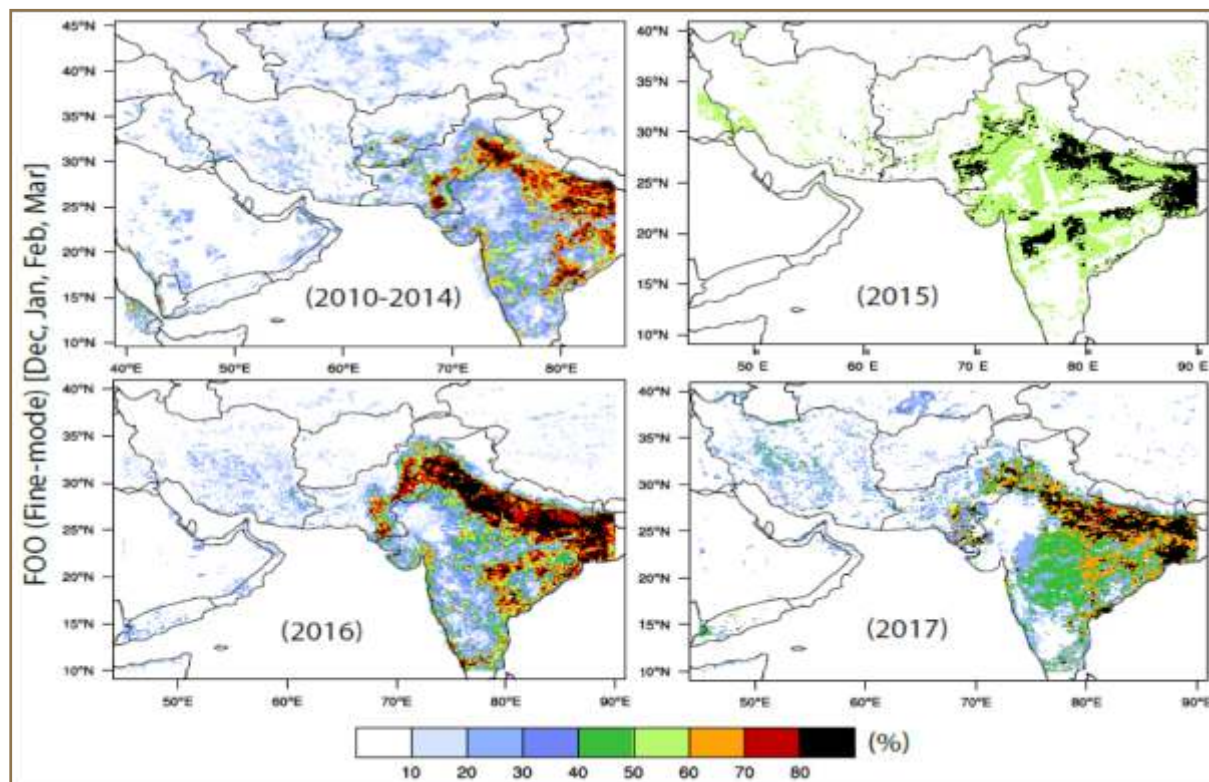 FOO (Fine-mode) [Dec, Jan, Feb, Mar]
45°N
40°N
35°N
30°N
25°N
20°N
15°N
10°N
40°E 50°E 60°E 70°E 80°E
(2010-2014)
40°N
35°N
30°N
25°N
20°N
15°N
10°N
50°E 60°E 70°E 80°E 90°E
(2015)
40°N
35°N
30°N
25°N
20°N
15°N
10°N
50°E 60°E 70°E 80°E 90°E
(2016)
40°N
35°N
30°N
25°N
20°N
15°N
10°N
50°E 60°E 70°E 80°E 90°E
(2017)
(%)
10 20 30 40 50 60 70 80